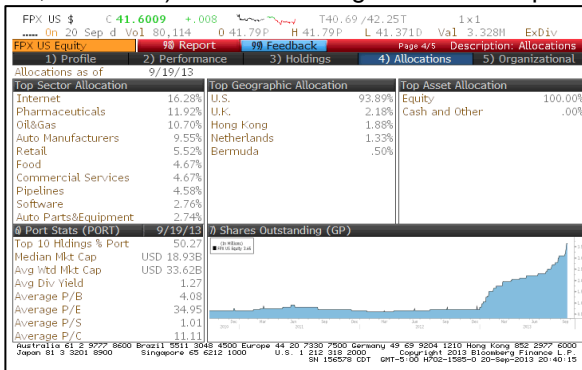 FPX US $ C 41.6009 +.008 T40.69/42.25T 1x1
On 20 Sep d Vol 80,114 O 41.79P H 41.79P L 41.371D Val 3.328M ExDiv
FPX US Equity 98) Report 99) Feedback Page 4/5 Description: Allocations
1) Profile 2) Performance 3) Holdings 4) Allocations 5) Organizational
Allocations as of 9/19/13
Top Sector Allocation Top Geographic Allocation Top Asset Allocation
Internet 16.28% U.S. 93.89% Equity 100.00%
Pharmaceuticals 11.92% U.K. 2.18% Cash and Other .00%
Oil&Gas 10.70% Hong Kong 1.88%
Auto Manufacturers 9.55% Netherlands 1.33%
Retail 5.52% Bermuda .50%
Food 4.67%
Commercial Services 4.67%
Pipelines 4.58%
Software 2.76%
Auto Parts&Equipment 2.74%
6) Port Stats (PORT) 9/19/13 7) Shares Outstanding (GP)
Top 10 Hldings % Port 50.27
Median Mkt Cap USD 18.93B
Avg Wtd Mkt Cap USD 33.62B
Avg Div Yield 1.27
Average P/B 4.08
Average P/E 34.95
Average P/S 1.01
Average P/C 11.11
Australia 61 2 9777 8600 Brazil 5511 3048 4500 Europe 44 20 7330 7500 Germany 49 69 9204 1210 Hong Kong 852 2977 6000
Japan 81 3 3201 8900 Singapore 65 6212 1000 U.S. 1 212 318 2000 Copyright 2013 Bloomberg Finance L.P.
SN 156578 CDT GMT-5:00 H702-1585-0 20-Sep-2013 20:40:15